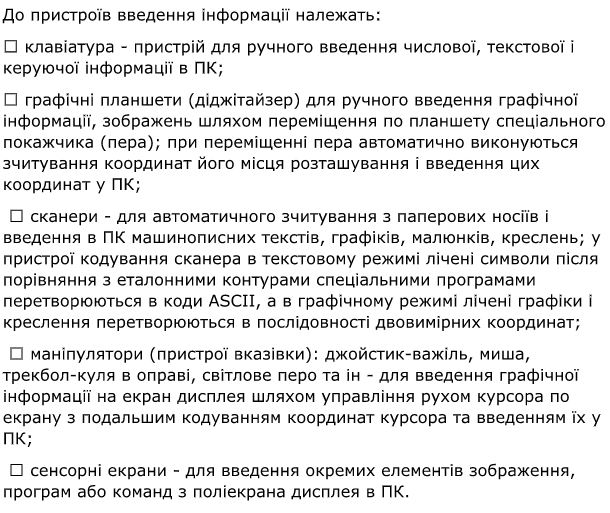 До пристроїв введення інформації належать:
☐ клавіатура - пристрій для ручного введення числової, текстової і
керуючої інформації в ПК;
☐ графічні планшети (діджітайзер) для ручного введення графічної
інформації, зображень шляхом переміщення по планшету спеціального
покажчика (пера); при переміщенні пера автоматично виконуються
зчитування координат його місця розташування і введення цих
координат у ПК;
☐ сканери - для автоматичного зчитування з паперових носіїв і
введення в ПК машинописних текстів, графіків, малюнків, креслень; у
пристрої кодування сканера в текстовому режимі лічені символи після
порівняння з еталонними контурами спеціальними програмами
перетворюються в коди ASCII, а в графічному режимі лічені графіки і
креслення перетворюються в послідовності двовимірних координат;
☐ маніпулятори (пристрої вказівки): джойстик-важіль, миша,
трекбол-куля в оправі, світлове перо та ін - для введення графічної
інформації на екран дисплея шляхом управління рухом курсора по
екрану з подальшим кодуванням координат курсора та введенням їх у
ПК;
☐ сенсорні екрани - для введення окремих елементів зображення,
програм або команд з поліекрана дисплея в ПК.